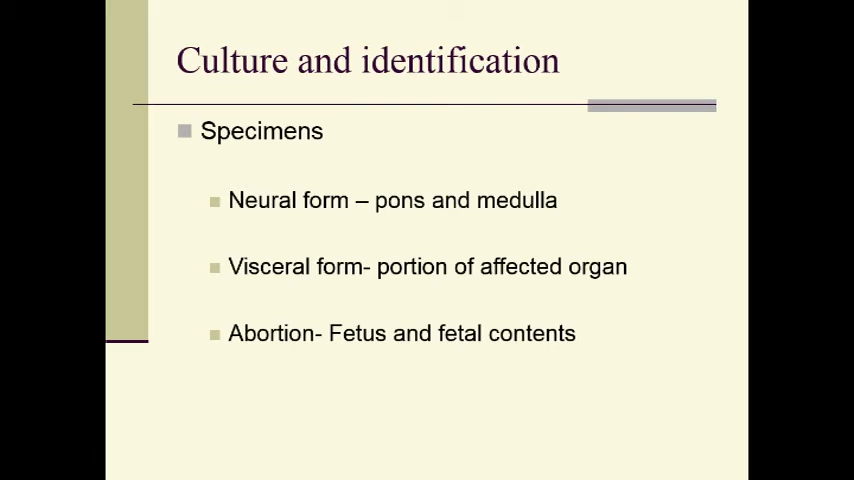 Culture and identification
Specimens
Neural form – pons and medulla
Visceral form- portion of affected organ
Abortion- Fetus and fetal contents